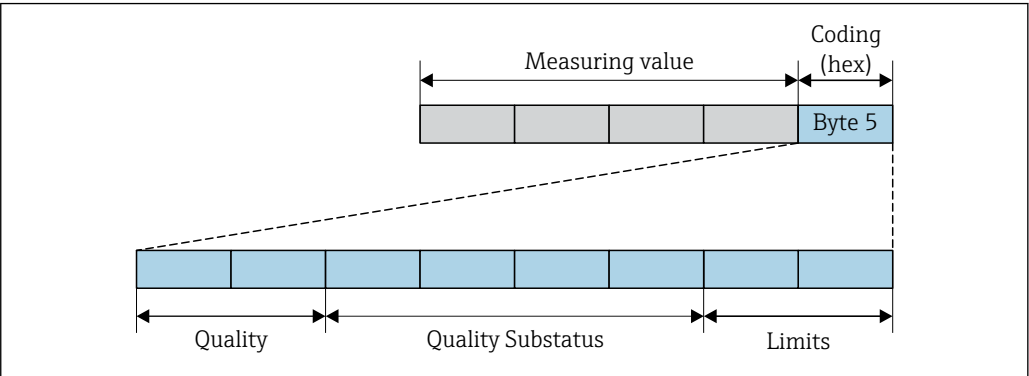 Coding
Measuring value
(hex)
Byte 5
Quality
Quality Substatus
Limits